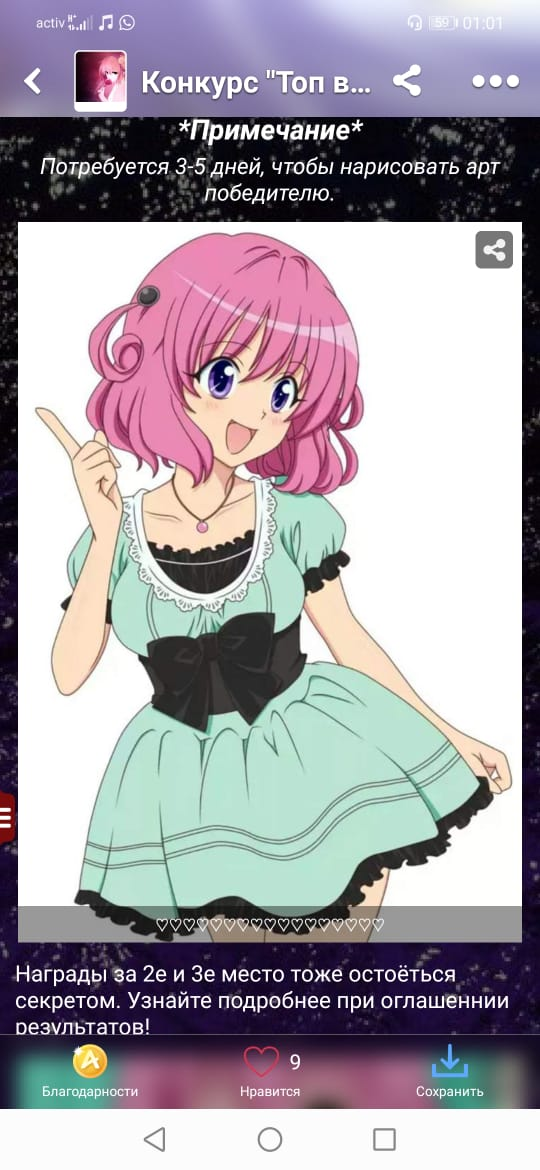 activ 59 01:01
Конкурс "Топ в...
*Примечание*
Потребуется 3-5 дней, чтобы нарисовать арт
победителю.
♡♡♡♡♡♡♡♡♡♡♡♡♡♡♡♡♡
Награды за 2е и 3е место тоже остоёться
секретом. Узнайте подробнее при оглашеннии
результатов!
9
Благодарности Нравится Сохранить